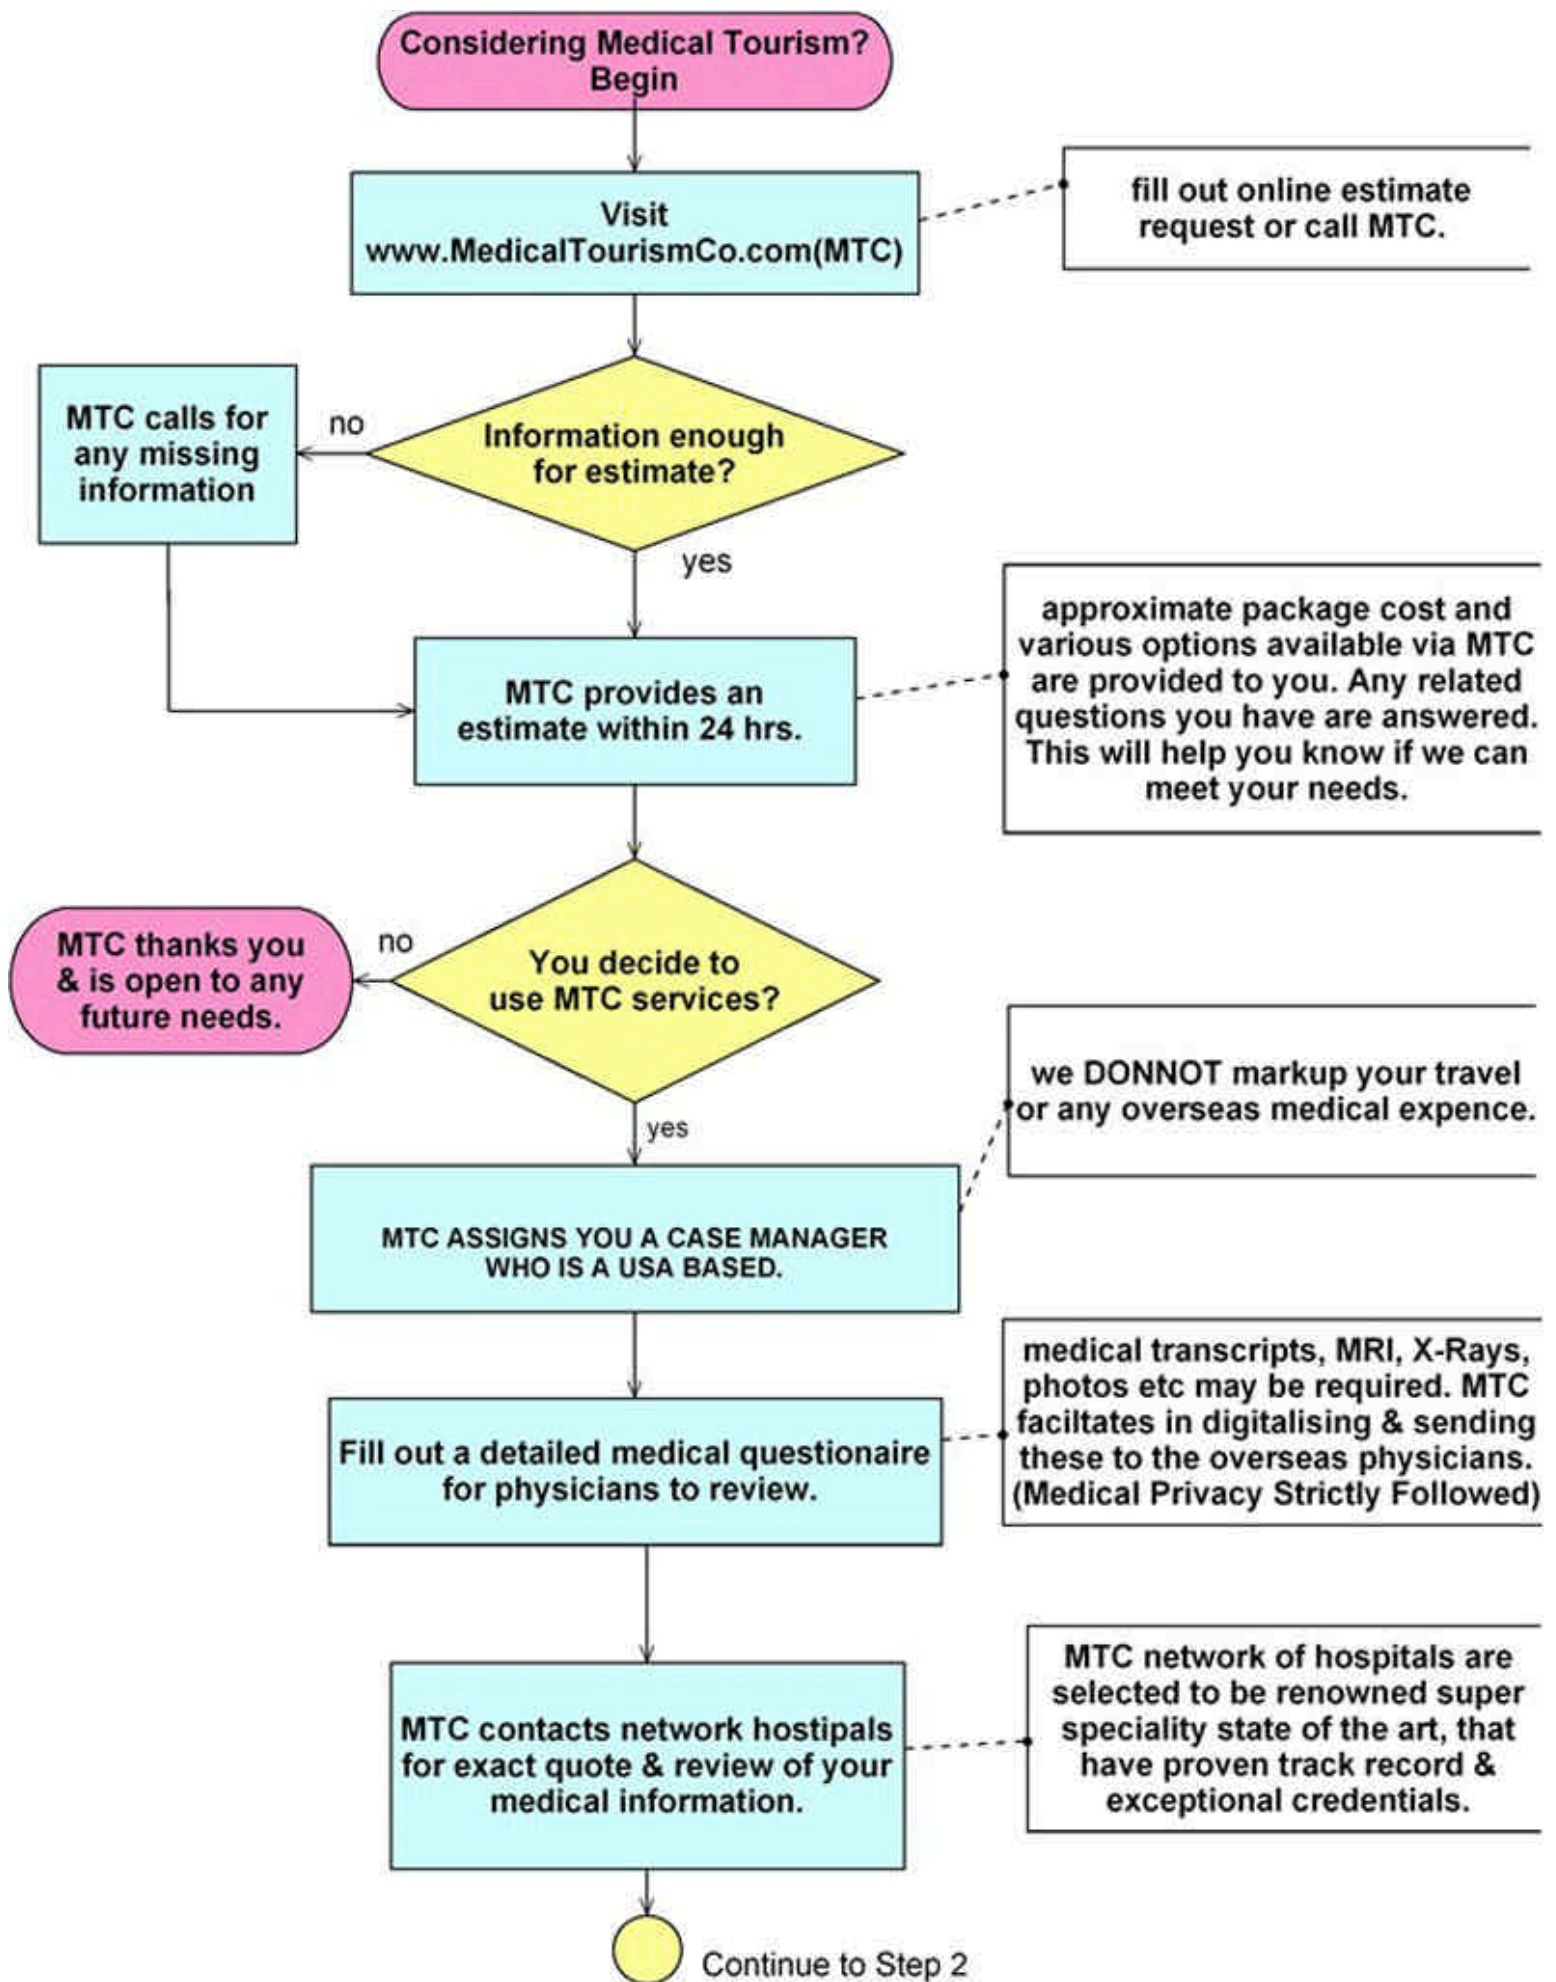 Considering Medical Tourism?
Begin
Visit
www.MedicalTourismCo.com(MTC)
fill out online estimate
request or call MTC.
Information enough
for estimate?
no
MTC calls for
any missing
information
yes
MTC provides an
estimate within 24 hrs.
approximate package cost and
various options available via MTC
are provided to you. Any related
questions you have are answered.
This will help you know if we can
meet your needs.
You decide to
use MTC services?
no
MTC thanks you
& is open to any
future needs.
yes
we DONNOT markup your travel
or any overseas medical expence.
MTC ASSIGNS YOU A CASE MANAGER
WHO IS A USA BASED.
Fill out a detailed medical questionaire
for physicians to review.
medical transcripts, MRI, X-Rays,
photos etc may be required. MTC
faciltates in digitalising & sending
these to the overseas physicians.
(Medical Privacy Strictly Followed)
MTC contacts network hostipals
for exact quote & review of your
medical information.
MTC network of hospitals are
selected to be renowned super
speciality state of the art, that
have proven track record &
exceptional credentials.
Continue to Step 2